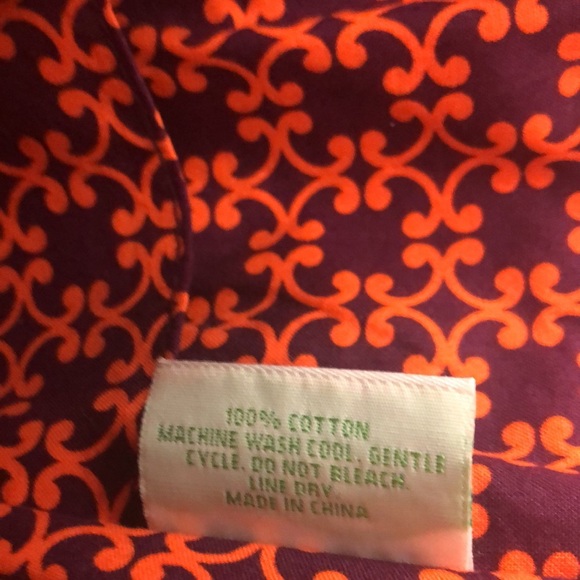 100% COTTON
MACHINE WASH COOL. GENTLE
CYCLE. DO NOT BLEACH.
LINE DRY.
MADE IN CHINA